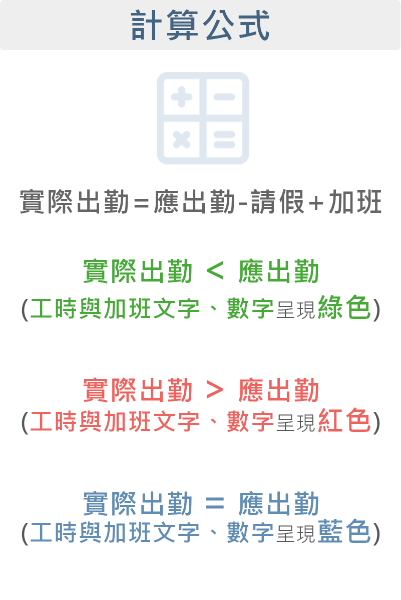 計算公式
實際出勤=應出勤-請假+加班
實際出勤 < 應出勤
(工時與加班文字、數字呈現綠色)
實際出勤 > 應出勤
(工時與加班文字、數字呈現紅色)
實際出勤 = 應出勤
(工時與加班文字、數字呈現藍色)